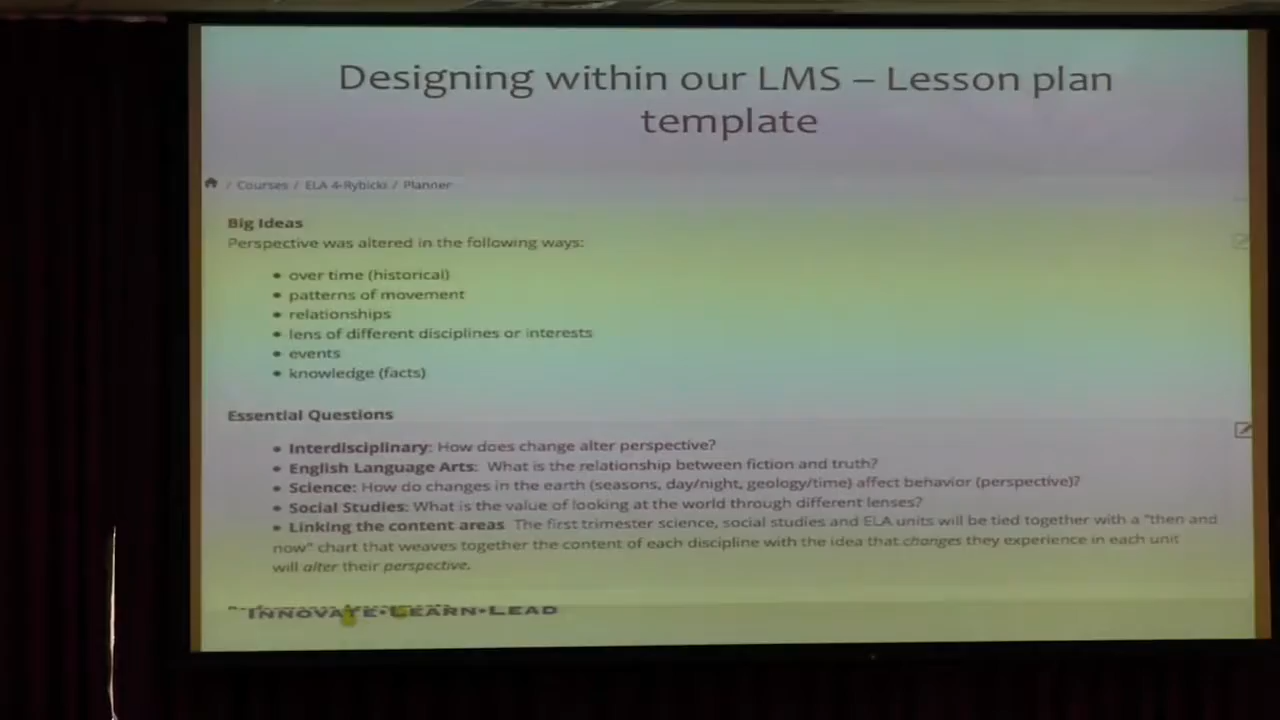 Designing within our LMS – Lesson plan
template
/ Courses / ELA 4-Rybicki / Planner
Big Ideas
Perspective was altered in the following ways:
• over time (historical)
• patterns of movement
• relationships
• lens of different disciplines or interests
• events
• knowledge (facts)
Essential Questions
• Interdisciplinary: How does change alter perspective?
• English Language Arts: What is the relationship between fiction and truth?
• Science: How do changes in the earth (seasons, day/night, geology/time) affect behavior (perspective)?
• Social Studies: What is the value of looking at the world through different lenses?
• Linking the content areas The first trimester science, social studies and ELA units will be tied together with a "then and
now" chart that weaves together the content of each discipline with the idea that changes they experience in each unit
will alter their perspective.
INNOVATE•LEARN•LEAD